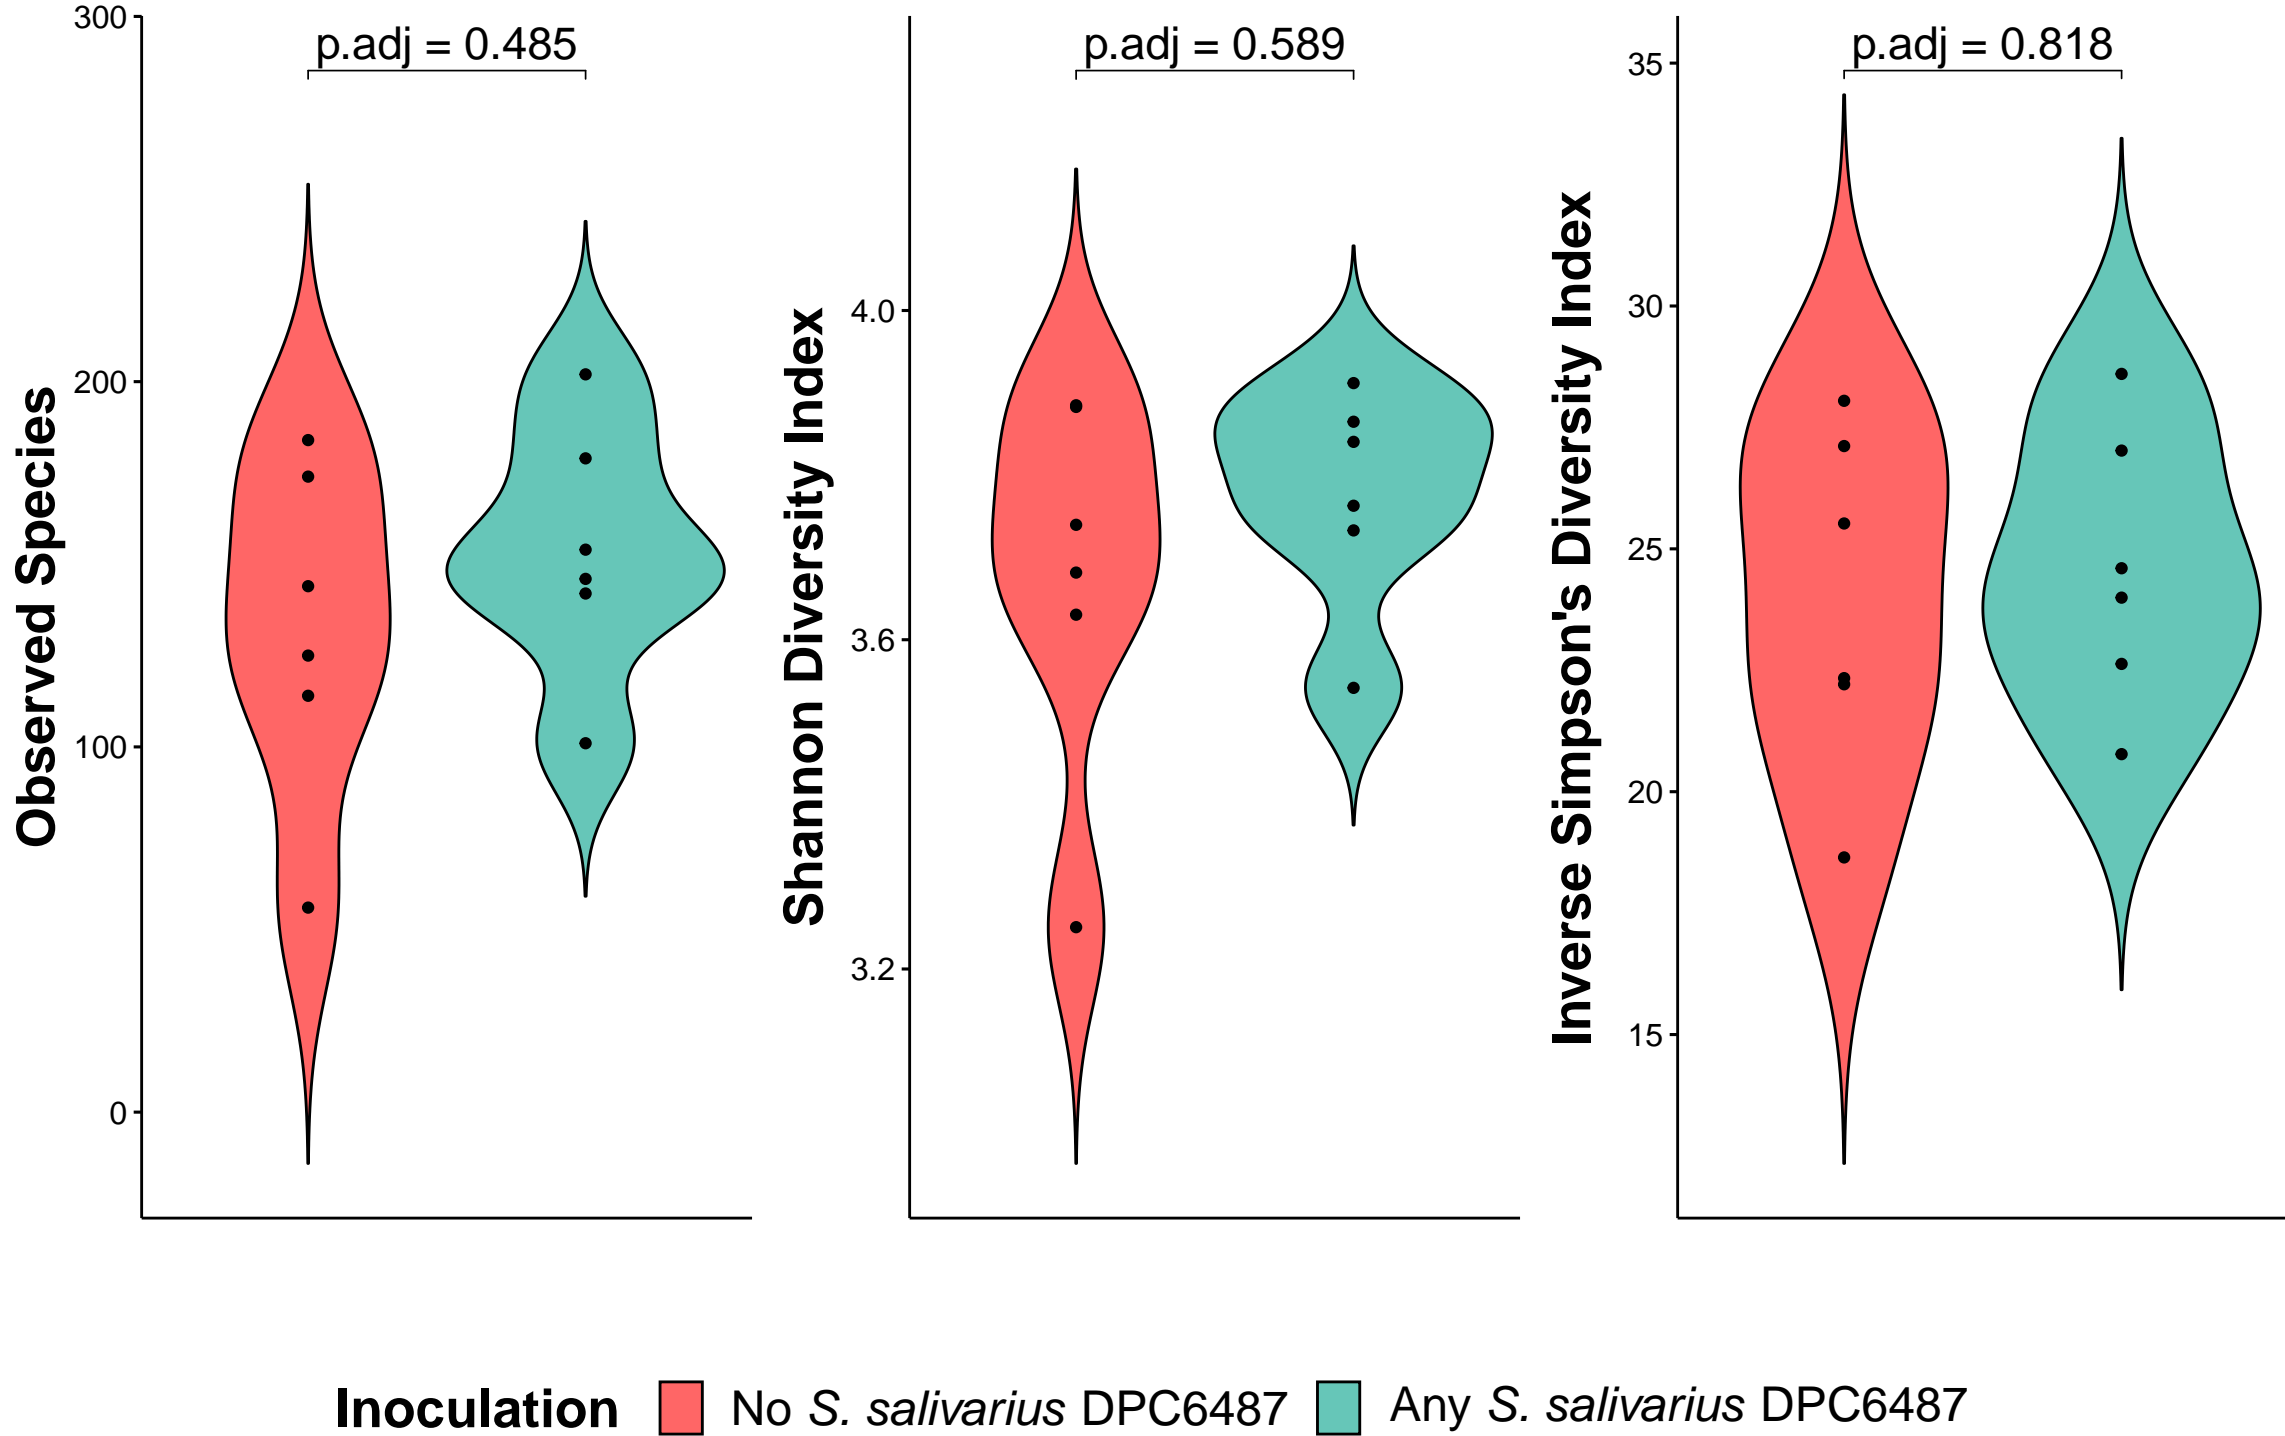 Observed Species
300
200
100
0
p.adj = 0.485
Shannon Diversity Index
4.0
3.6
3.2
p.adj = 0.589
Inverse Simpson's Diversity Index
35
30
25
20
15
p.adj = 0.818
Inoculation No S. salivarius DPC6487 Any S. salivarius DPC6487